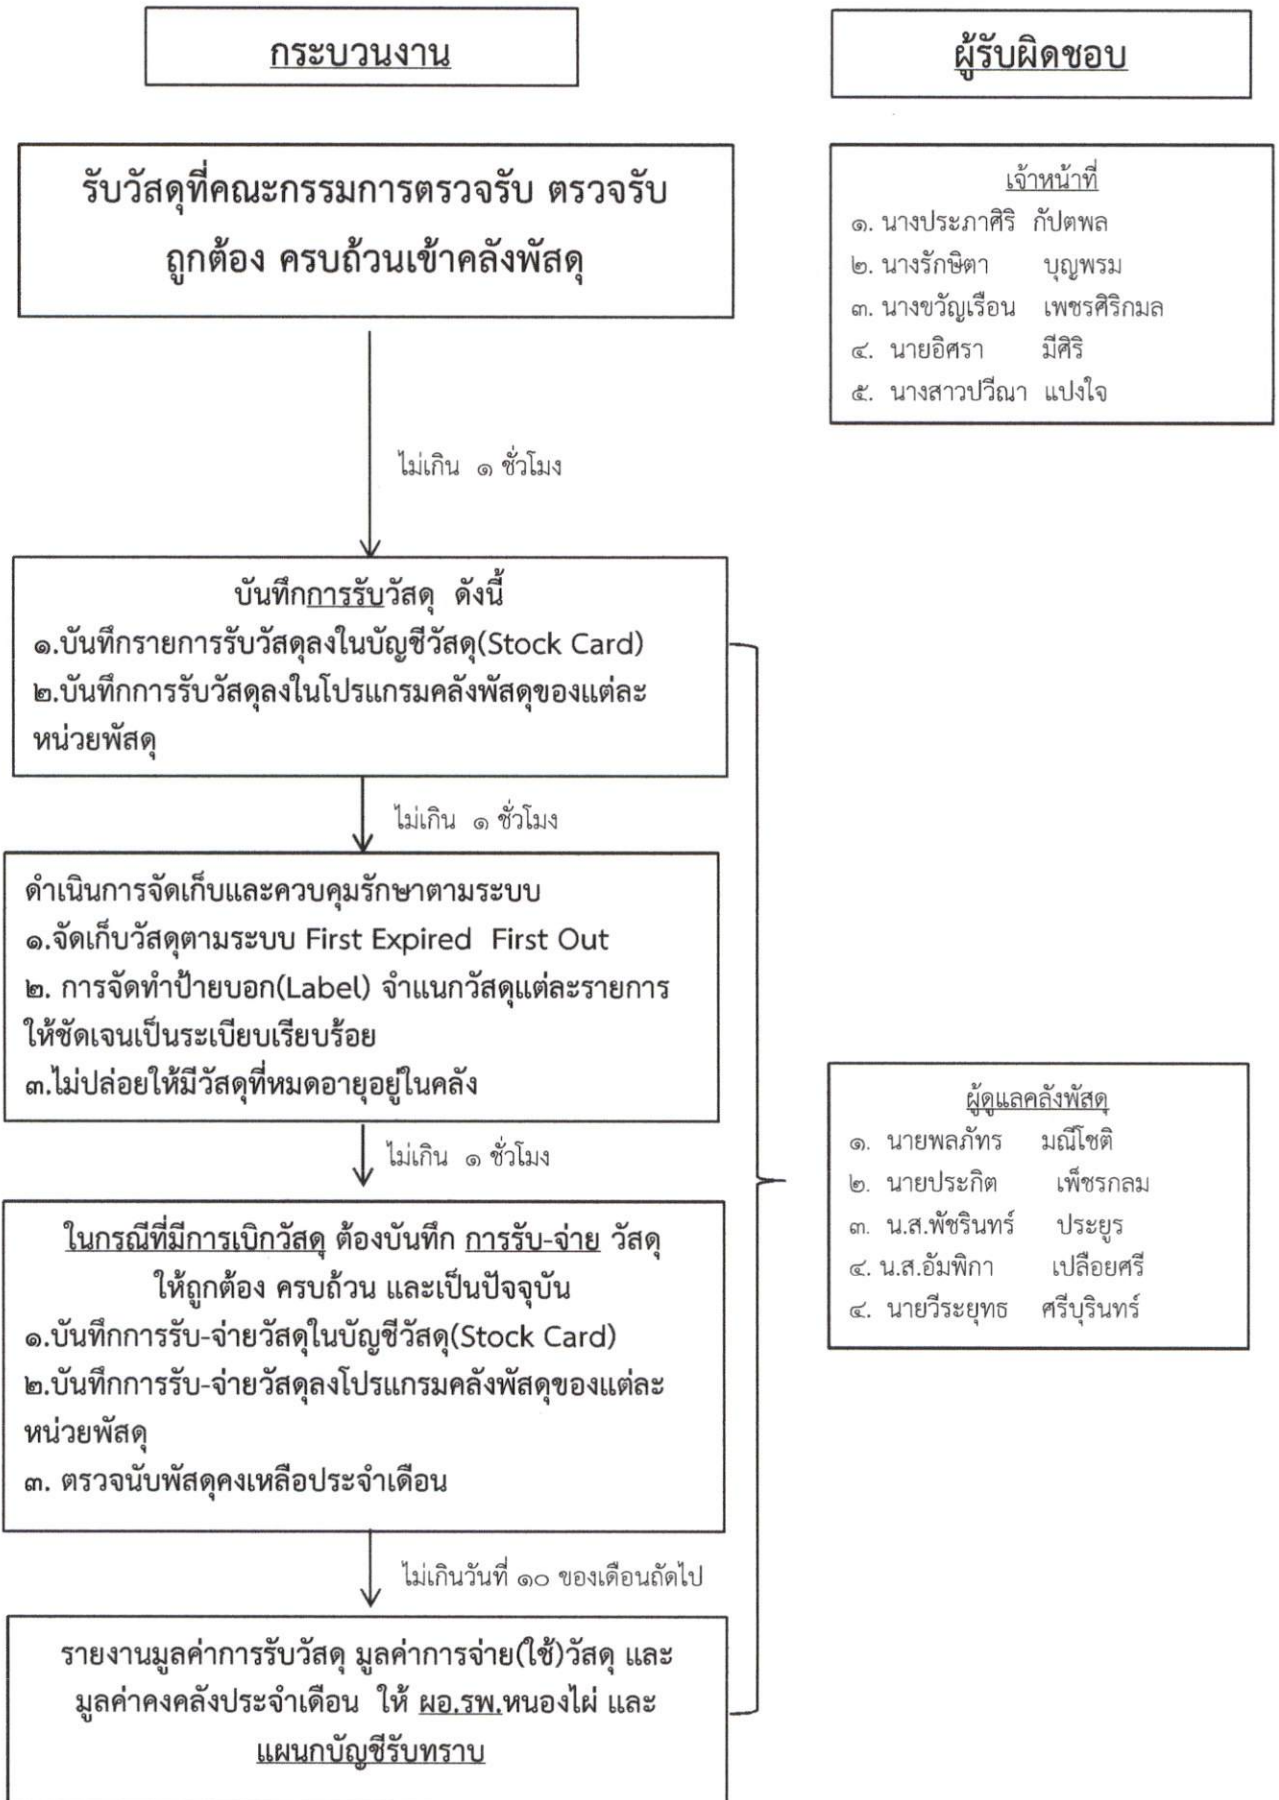 กระบวนงาน
ผู้รับผิดชอบ
รับวัสดุที่คณะกรรมการตรวจรับ ตรวจรับ
ถูกต้อง ครบถ้วนเข้าคลังพัสดุ
เจ้าหน้าที่
๑. นางประภาศิริ กัปตพล
๒. นางรักษิตา บุญพรม
๓. นางขวัญเรือน เพชรศิริกมล
๔. นายอิศรา มีศิริ
๕. นางสาวปวีณา แปงใจ
ไม่เกิน ๑ ชั่วโมง
บันทึกการรับวัสดุ ดังนี้
๑.บันทึกรายการรับวัสดุลงในบัญชีวัสดุ(Stock Card)
๒.บันทึกการรับวัสดุลงในโปรแกรมคลังพัสดุของแต่ละ
หน่วยพัสดุ
ไม่เกิน ๑ ชั่วโมง
ดำเนินการจัดเก็บและควบคุมรักษาตามระบบ
๑.จัดเก็บวัสดุตามระบบ First Expired First Out
๒. การจัดทำป้ายบอก(Label) จำแนกวัสดุแต่ละรายการ
ให้ชัดเจนเป็นระเบียบเรียบร้อย
๓.ไม่ปล่อยให้มีวัสดุที่หมดอายุอยู่ในคลัง
ไม่เกิน ๑ ชั่วโมง
ผู้ดูแลคลังพัสดุ
๑. นายพลภัทร มณีโชติ
๒. นายประกิต เพ็ชรกลม
๓. น.ส.พัชรินทร์ ประยูร
๔. น.ส.อัมพิกา เปลือยศรี
๔. นายวีระยุทธ ศรีบุรินทร์
ในกรณีที่มีการเบิกวัสดุ ต้องบันทึก การรับ-จ่าย วัสดุ
ให้ถูกต้อง ครบถ้วน และเป็นปัจจุบัน
๑.บันทึกการรับ-จ่ายวัสดุในบัญชีวัสดุ(Stock Card)
๒.บันทึกการรับ-จ่ายวัสดุลงโปรแกรมคลังพัสดุของแต่ละ
หน่วยพัสดุ
๓. ตรวจนับพัสดุคงเหลือประจำเดือน
ไม่เกินวันที่ ๑๐ ของเดือนถัดไป
รายงานมูลค่าการรับวัสดุ มูลค่าการจ่าย(ใช้)วัสดุ และ
มูลค่าคงคลังประจำเดือน ให้ ผอ.รพ.หนองไผ่ และ
แผนกบัญชีรับทราบ